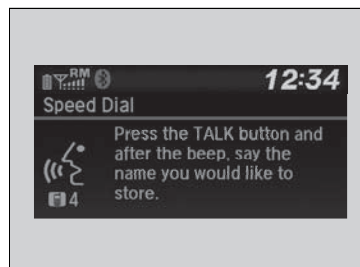 RM 12:34
Speed Dial
Press the TALK button and
after the beep, say the
name you would like to
store.
4